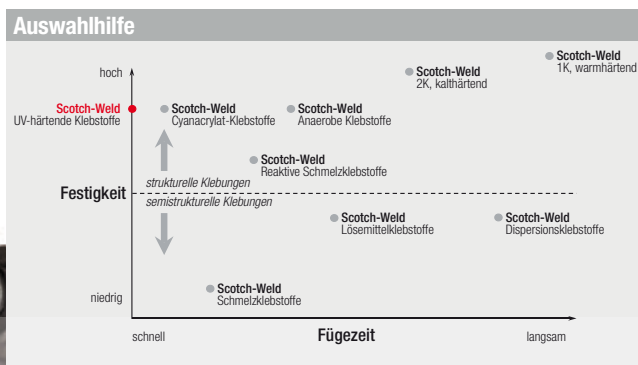 Auswahlhilfe
Scotch-Weld
1K, warmhärtend
hoch
Scotch-Weld
2K, kalthärtend
Scotch-Weld
UV-härtende Klebstoffe
Scotch-Weld
Cyanacrylat-Klebstoffe
Scotch-Weld
Anaerobe Klebstoffe
Scotch-Weld
Reaktive Schmelzklebstoffe
strukturelle Klebungen
Festigkeit
semistrukturelle Klebungen
Scotch-Weld
Lösemittelklebstoffe
Scotch-Weld
Dispersionsklebstoffe
niedrig
Scotch-Weld
Schmelzklebstoffe
schnell
Fügezeit
langsam